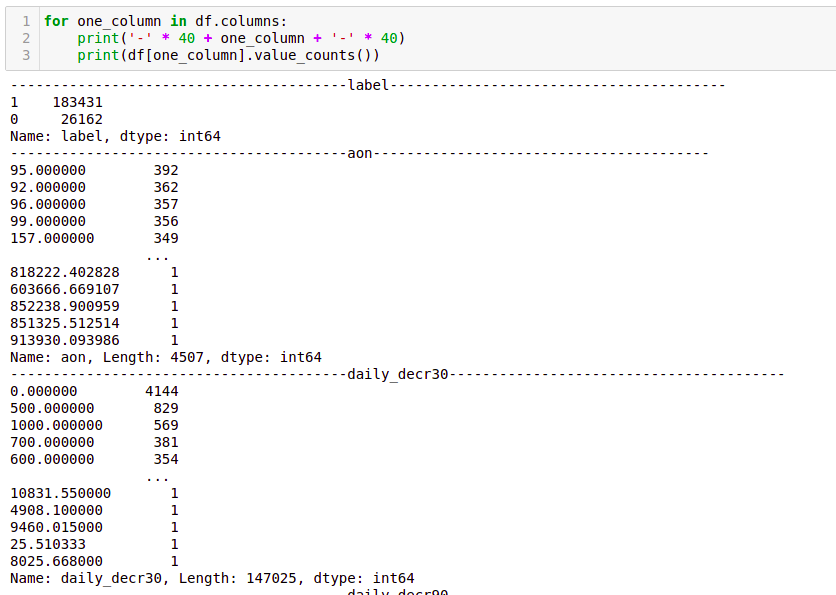 1 for one_column in df.columns:
2     print('-' * 40 + one_column + '-' * 40)
3     print(df[one_column].value_counts())
----------------------------------------label----------------------------------------
1    183431
0     26162
Name: label, dtype: int64
----------------------------------------aon----------------------------------------
95.000000        392
92.000000        362
96.000000        357
99.000000        356
157.000000       349
                ...
818222.402828      1
603666.669107      1
852238.900959      1
851325.512514      1
913930.093986      1
Name: aon, Length: 4507, dtype: int64
----------------------------------------daily_decr30----------------------------------------
0.000000        4144
500.000000       829
1000.000000      569
700.000000       381
600.000000       354
                ...
10831.550000       1
4908.100000        1
9460.015000        1
25.510333          1
8025.668000        1
Name: daily_decr30, Length: 147025, dtype: int64
daily_decr90